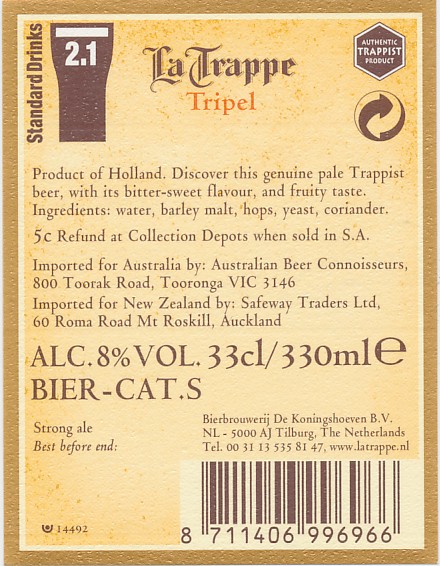 Standard Drinks
2.1
La Trappe
Tripel
AUTHENTIC
TRAPPIST
PRODUCT
Product of Holland. Discover this genuine pale Trappist
beer, with its bitter-sweet flavour, and fruity taste.
Ingredients: water, barley malt, hops, yeast, coriander.
5c Refund at Collection Depots when sold in S.A.
Imported for Australia by: Australian Beer Connoisseurs,
800 Toorak Road, Tooronga VIC 3146
Imported for New Zealand by: Safeway Traders Ltd,
60 Roma Road Mt Roskill, Auckland
ALC.8%VOL. 33cl/330ml℮
BIER-CAT.S
Strong ale
Best before end:
Bierbrouwerij De Koningshoeven B.V.
NL - 5000 AJ Tilburg, The Netherlands
Tel. 00 31 13 535 81 47, www.latrappe.nl
14492
8 711406 996966